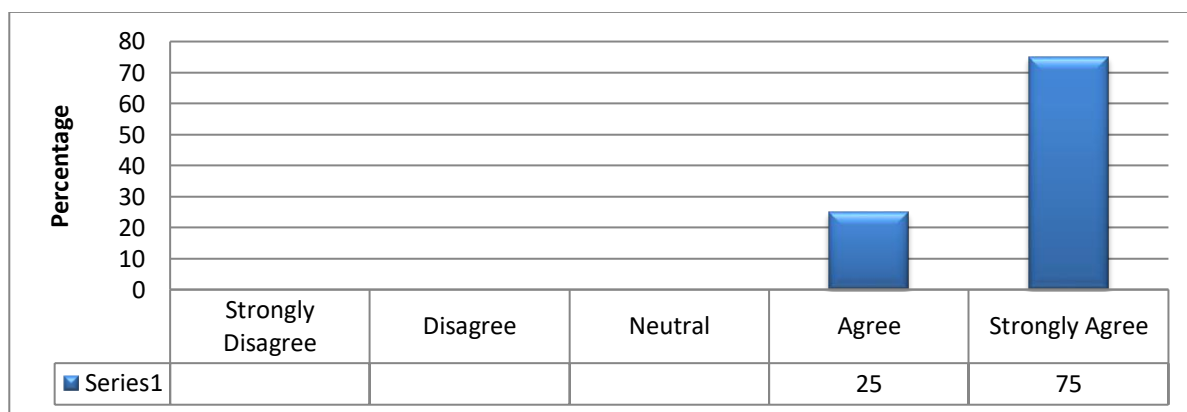 80
70
60
50
40
30
20
10
0
Percentage
Strongly
Disagree
Disagree
Neutral
Agree
Strongly Agree
Series1
25
75